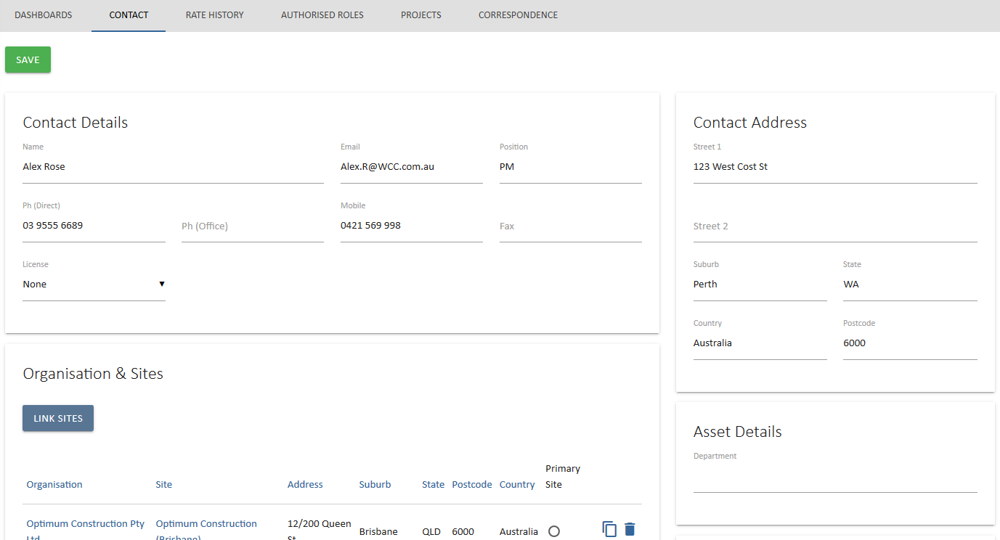 DASHBOARDS CONTACT RATE HISTORY AUTHORISED ROLES PROJECTS CORRESPONDENCE
SAVE
Contact Details
Name Email Position
Alex Rose Alex.R@WCC.com.au PM
Ph (Direct) Mobile
03 9555 6689 Ph (Office) 0421 569 998 Fax
License
None
Contact Address
Street 1
123 West Cost St
Street 2
Suburb State
Perth WA
Country Postcode
Australia 6000
Organisation & Sites
LINK SITES
Primary
Organisation Site Address Suburb State Postcode Country Site
Optimum Construction Pty Optimum Construction 12/200 Queen
Brisbane QLD 6000 Australia
Ltd (Brisbane) St
Asset Details
Department